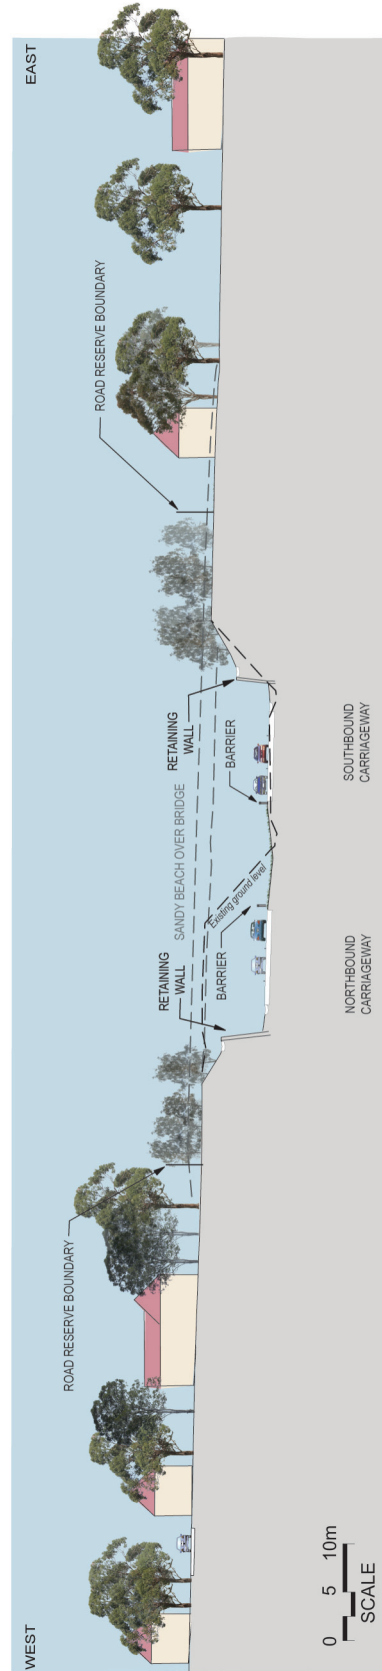 WEST
EAST
ROAD RESERVE BOUNDARY
RETAINING
WALL
SANDY BEACH OVER BRIDGE
BARRIER
Existing ground level
RETAINING
WALL
BARRIER
ROAD RESERVE BOUNDARY
NORTHBOUND
CARRIAGEWAY
SOUTHBOUND
CARRIAGEWAY
0 5 10m
SCALE